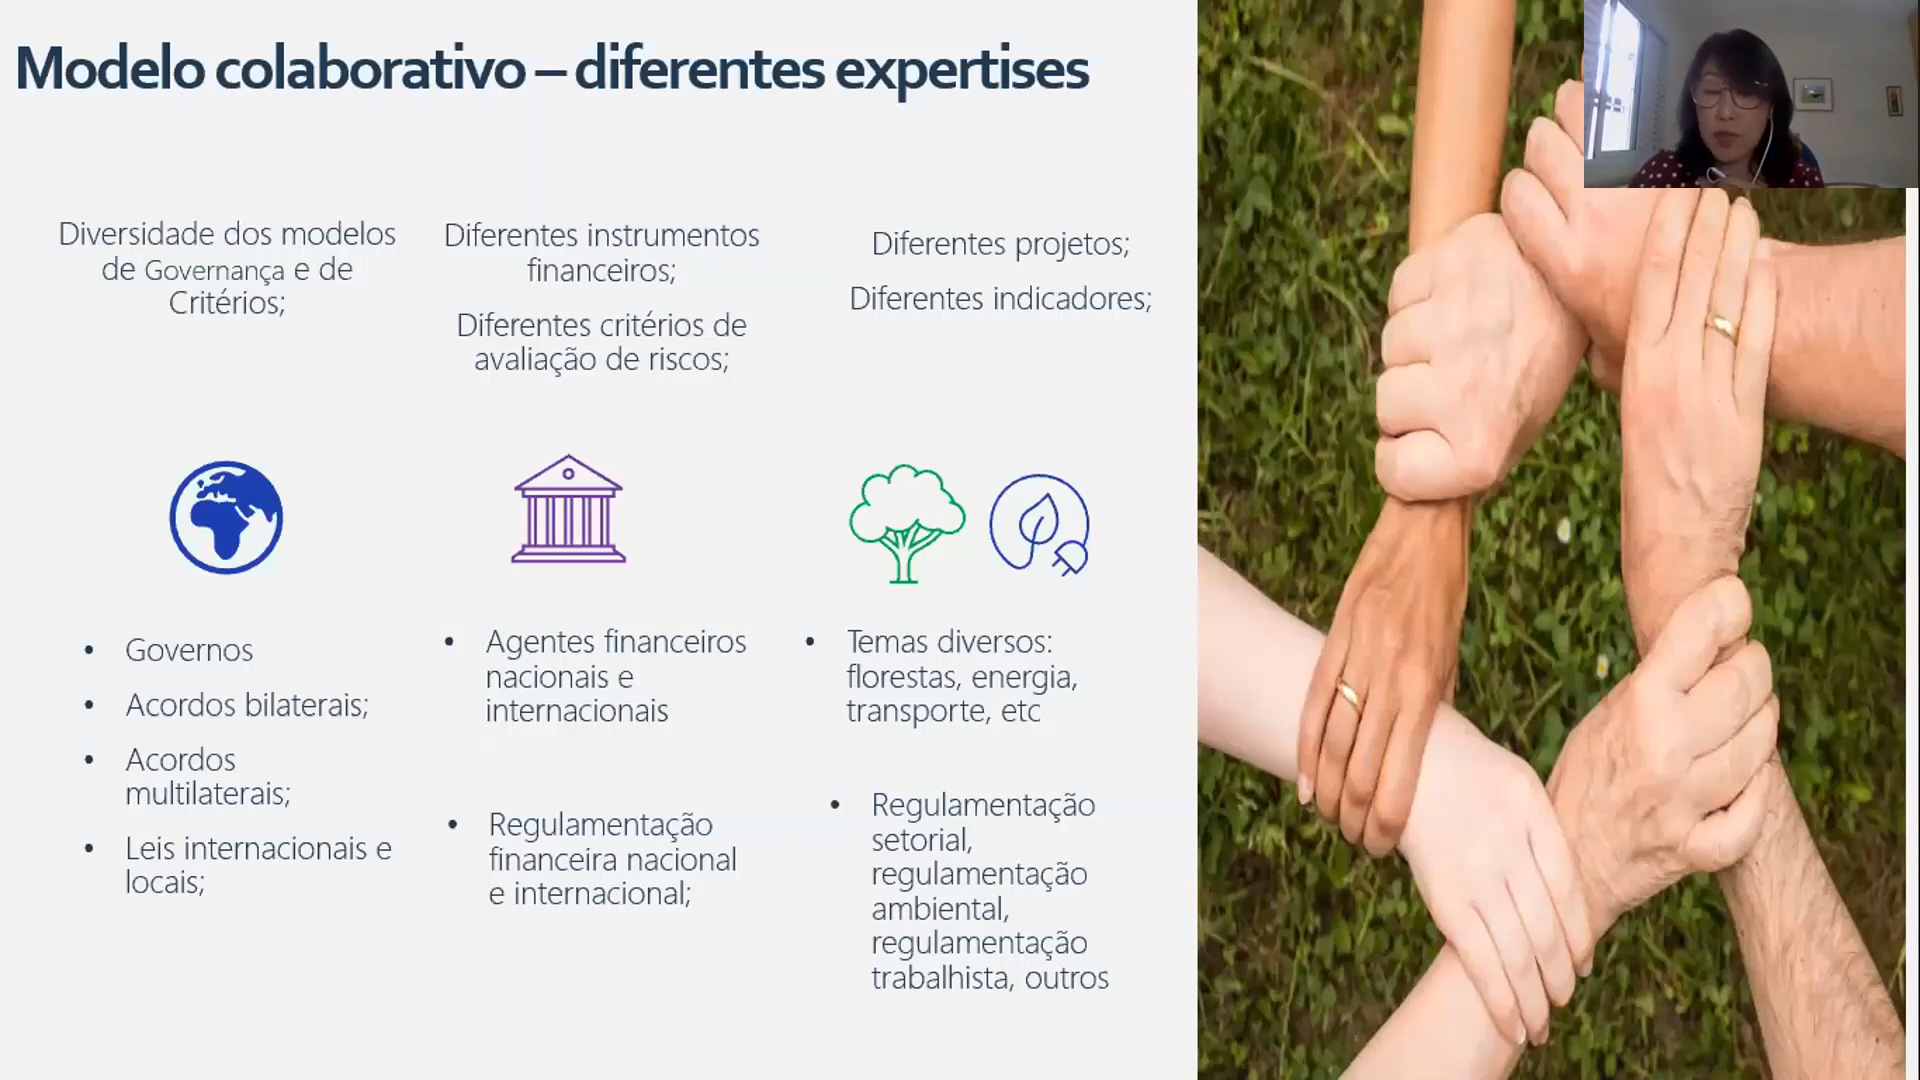 Modelo colaborativo – diferentes expertises
Diversidade dos modelos
de Governança e de
Critérios;
Diferentes instrumentos
financeiros;
Diferentes critérios de
avaliação de riscos;
Diferentes projetos;
Diferentes indicadores;
• Governos
• Acordos bilaterais;
• Acordos
multilaterais;
• Leis internacionais e
locais;
• Agentes financeiros
nacionais e
internacionais
• Regulamentação
financeira nacional
e internacional;
• Temas diversos:
florestas, energia,
transporte, etc
• Regulamentação
setorial,
regulamentação
ambiental,
regulamentação
trabalhista, outros